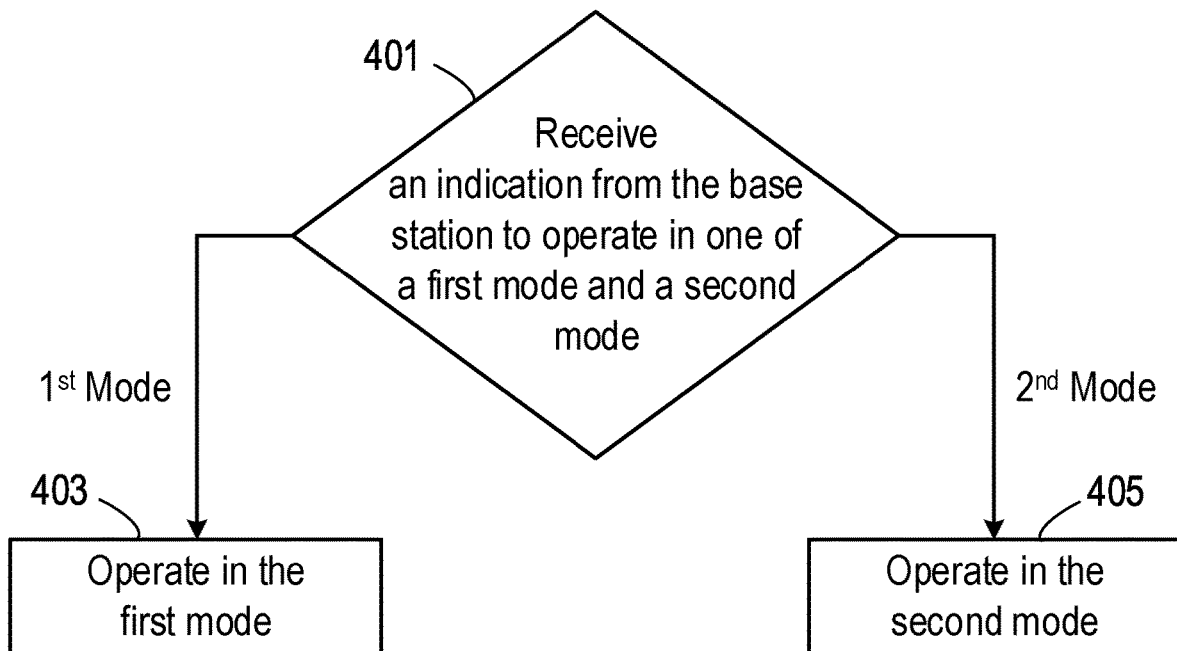 401
Receive
an indication from the base
station to operate in one of
a first mode and a second
mode
1st Mode
2nd Mode
403
405
Operate in the
first mode
Operate in the
second mode